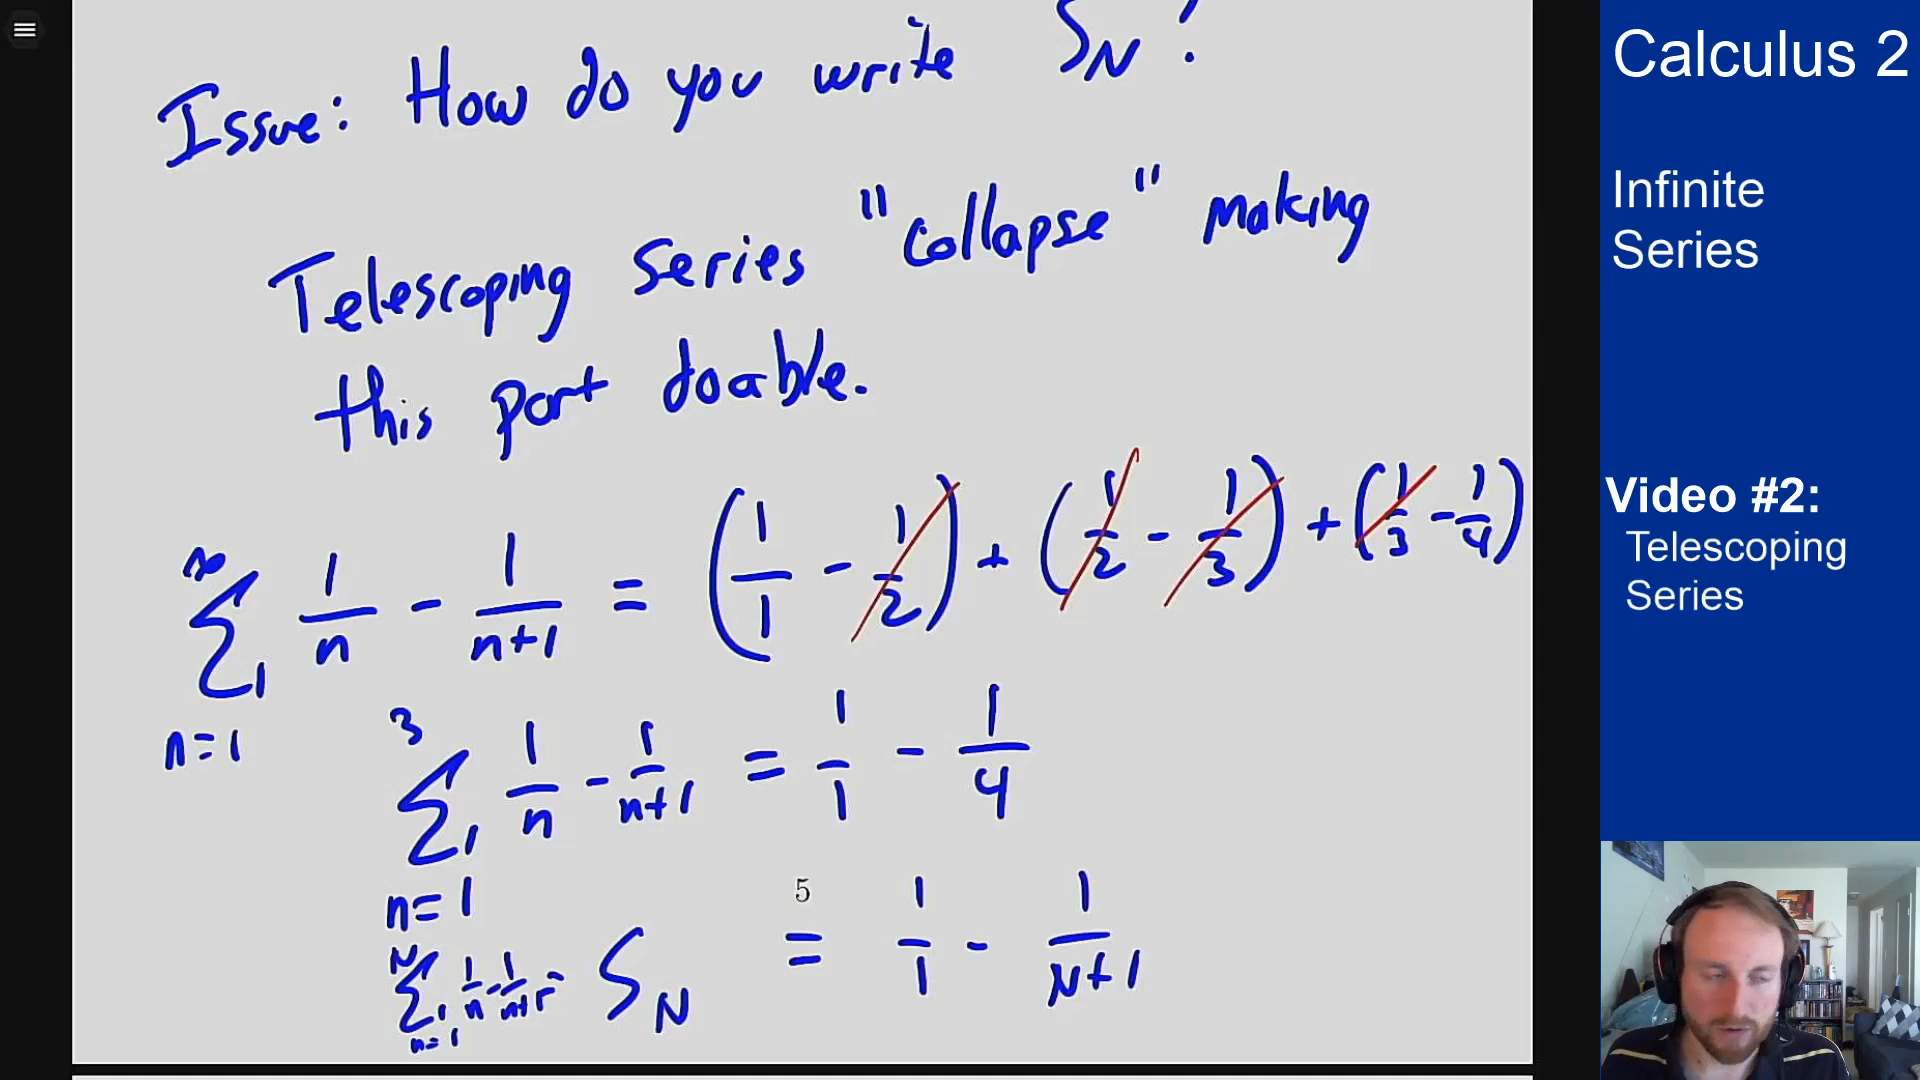 Issue: How do you write S_N?
Telescoping Series "collapse" making
this part doable.
∞
∑ 1/n - 1/(n+1) = (1/1 - 1/2) + (1/2 - 1/3) + (1/3 - 1/4)
n=1
3
∑ 1/n - 1/(n+1) = 1/1 - 1/4
n=1
5
N
∑ 1/n - 1/(n+1) = S_N = 1/1 - 1/(N+1)
n=1
Calculus 2
Infinite
Series
Video #2:
Telescoping
Series